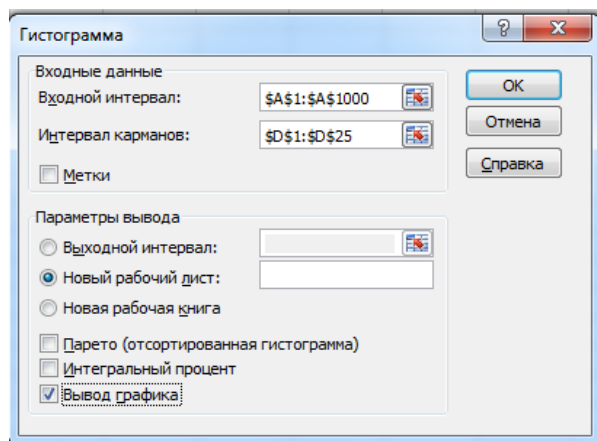 Гистограмма
?
X
Входные данные
Входной интервал:
$A$1:$A$1000
Интервал карманов:
$D$1:$D$25
Метки
OK
Отмена
Справка
Параметры вывода
Выходной интервал:
Новый рабочий лист:
Новая рабочая книга
Парето (отсортированная гистограмма)
Интегральный процент
Вывод графика